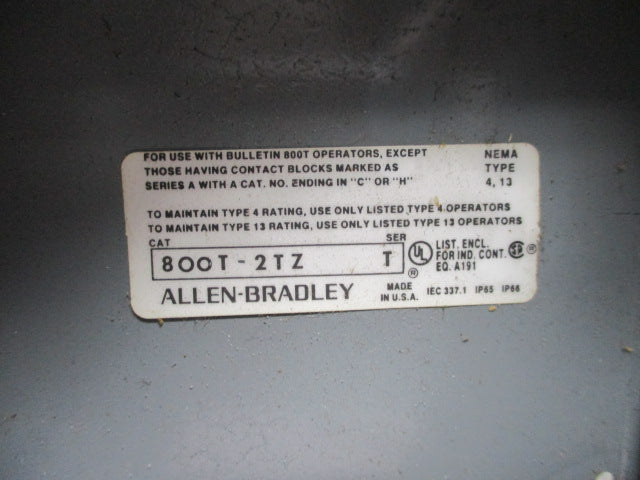 FOR USE WITH BULLETIN 800T OPERATORS, EXCEPT NEMA
THOSE HAVING CONTACT BLOCKS MARKED AS TYPE
SERIES A WITH A CAT. NO. ENDING IN "C" OR "H" 4, 13
TO MAINTAIN TYPE 4 RATING, USE ONLY LISTED TYPE 4 OPERATORS
TO MAINTAIN TYPE 13 RATING, USE ONLY LISTED TYPE 13 OPERATORS
CAT SER
800T-2TZ T
UL ® LIST. ENCL.
FOR IND. CONT. SA ®
EQ. A191
ALLEN-BRADLEY MADE
IN U.S.A. IEC 337.1 IP65 IP66